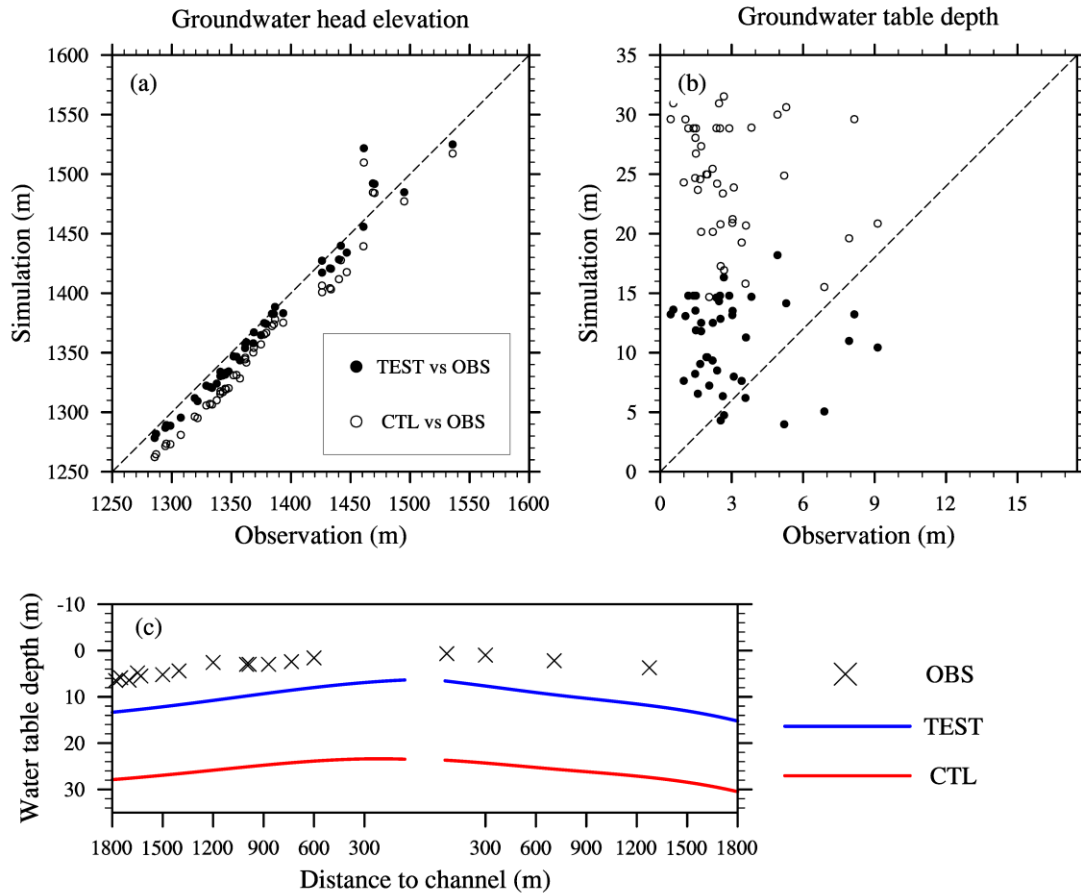 Groundwater head elevation
Groundwater table depth
(a)
1600
1550
1500
1450
1400
1350
1300
1250
Simulation (m)
TEST vs OBS
CTL vs OBS
1250 1300 1350 1400 1450 1500 1550 1600
Observation (m)
(b)
35
30
25
20
15
10
5
0
Simulation (m)
0 3 6 9 12 15
Observation (m)
(c)
-10
0
10
20
30
Water table depth (m)
1800 1500 1200 900 600 300 300 600 900 1200 1500 1800
Distance to channel (m)
OBS
TEST
CTL